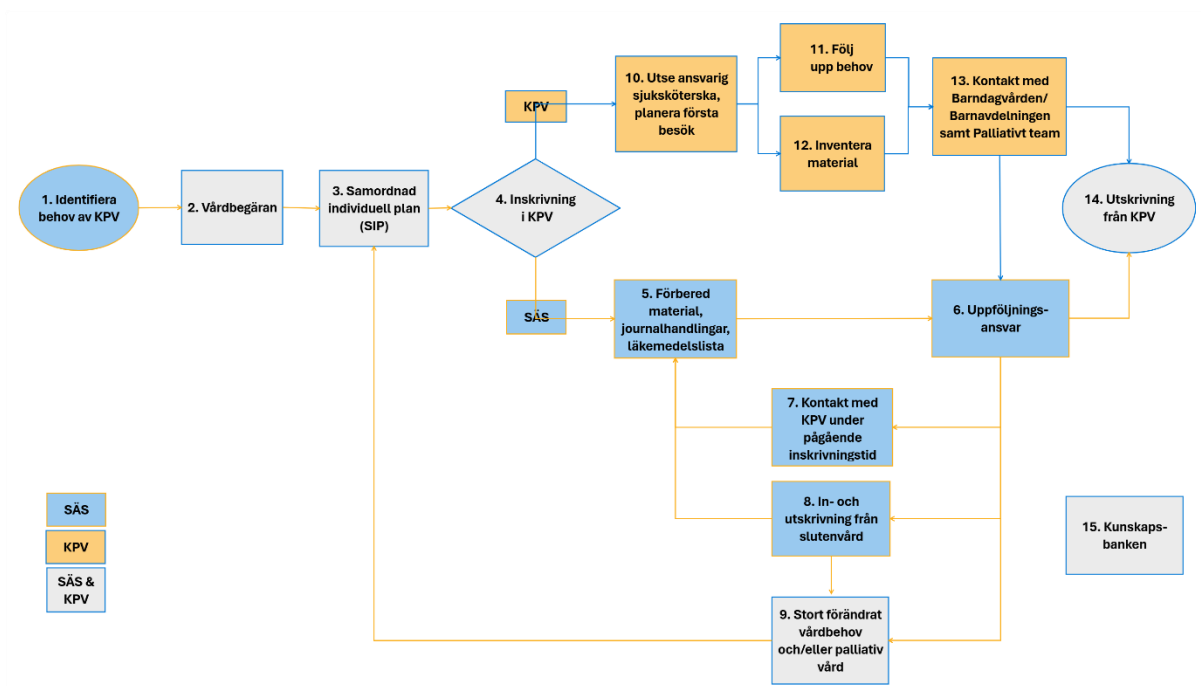 1. Identifiera
behov av KPV
2. Vårdbegäran
3. Samordnad
individuell plan
(SIP)
4. Inskrivning
i KPV
KPV
SÄS
10. Utse ansvarig
sjuksköterska,
planera första
besök
11. Följ
upp behov
12. Inventera
material
13. Kontakt med
Barndagvården/
Barnavdelningen
samt Palliativt team
14. Utskrivning
från KPV
5. Förbered
material,
journalhandlingar,
läkemedelslista
6. Uppföljnings-
ansvar
7. Kontakt med
KPV under
pågående
inskrivningstid
8. In- och
utskrivning från
slutenvård
9. Stort förändrat
vårdbehov
och/eller palliativ
vård
15. Kunskaps-
banken
SÄS
KPV
SÄS &
KPV